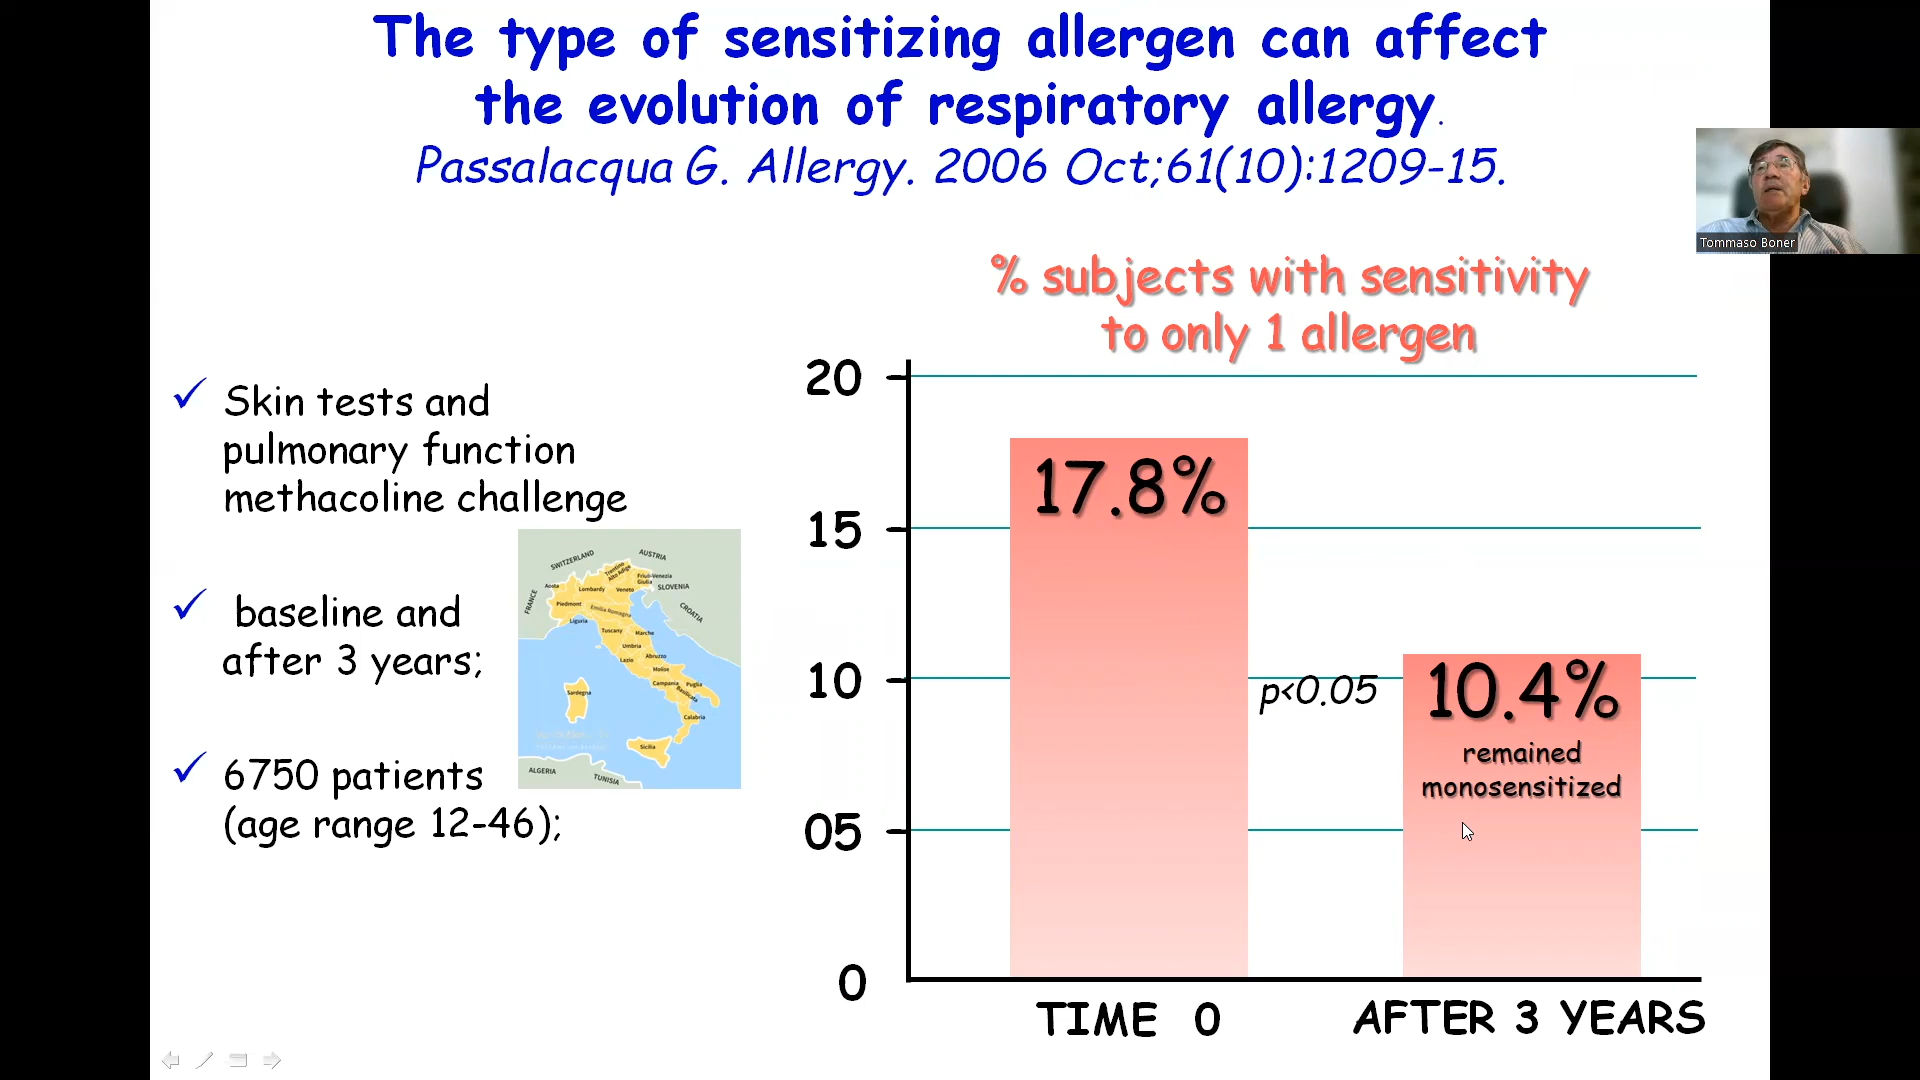 The type of sensitizing allergen can affect
the evolution of respiratory allergy.
Passalacqua G. Allergy. 2006 Oct;61(10):1209-15.
Tommaso Boner
% subjects with sensitivity
to only 1 allergen
Skin tests and
pulmonary function
methacoline challenge
baseline and
after 3 years;
6750 patients
(age range 12-46);
SWITZERLAND
AUSTRIA
SLOVENIA
CROATIA
FRANCE
Trentino
Alto Adige
Friuli-Venezia
Giulia
Aosta
Lombardy
Veneto
Piedmont
Emilia Romagna
Liguria
Tuscany
Marche
Umbria
Lazio
Abruzzo
Molise
Campania
Puglia
Basilicata
Sardegna
Calabria
Sicilia
ALGERIA
TUNISIA
20
15
10
05
0
17.8%
p<0.05
10.4%
remained
monosensitized
TIME 0
AFTER 3 YEARS